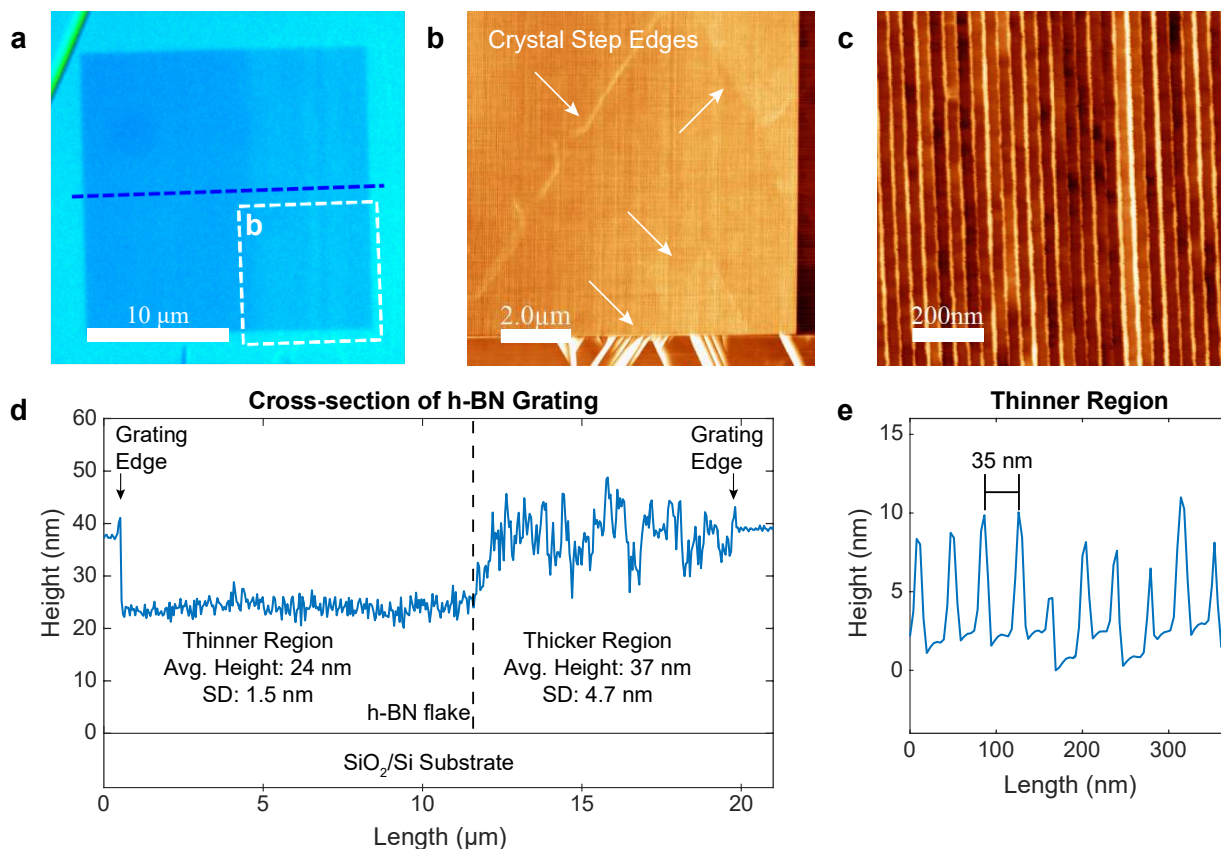 a
b
10 μm
b
Crystal Step Edges
2.0μm
c
200nm
d
Cross-section of h-BN Grating
60
50
40
30
20
10
0
Height (nm)
Grating
Edge
Grating
Edge
Thinner Region
Avg. Height: 24 nm
SD: 1.5 nm
Thicker Region
Avg. Height: 37 nm
SD: 4.7 nm
h-BN flake
SiO₂/Si Substrate
0
5
10
15
20
Length (μm)
e
Thinner Region
15
10
5
0
Height (nm)
35 nm
0
100
200
300
Length (nm)